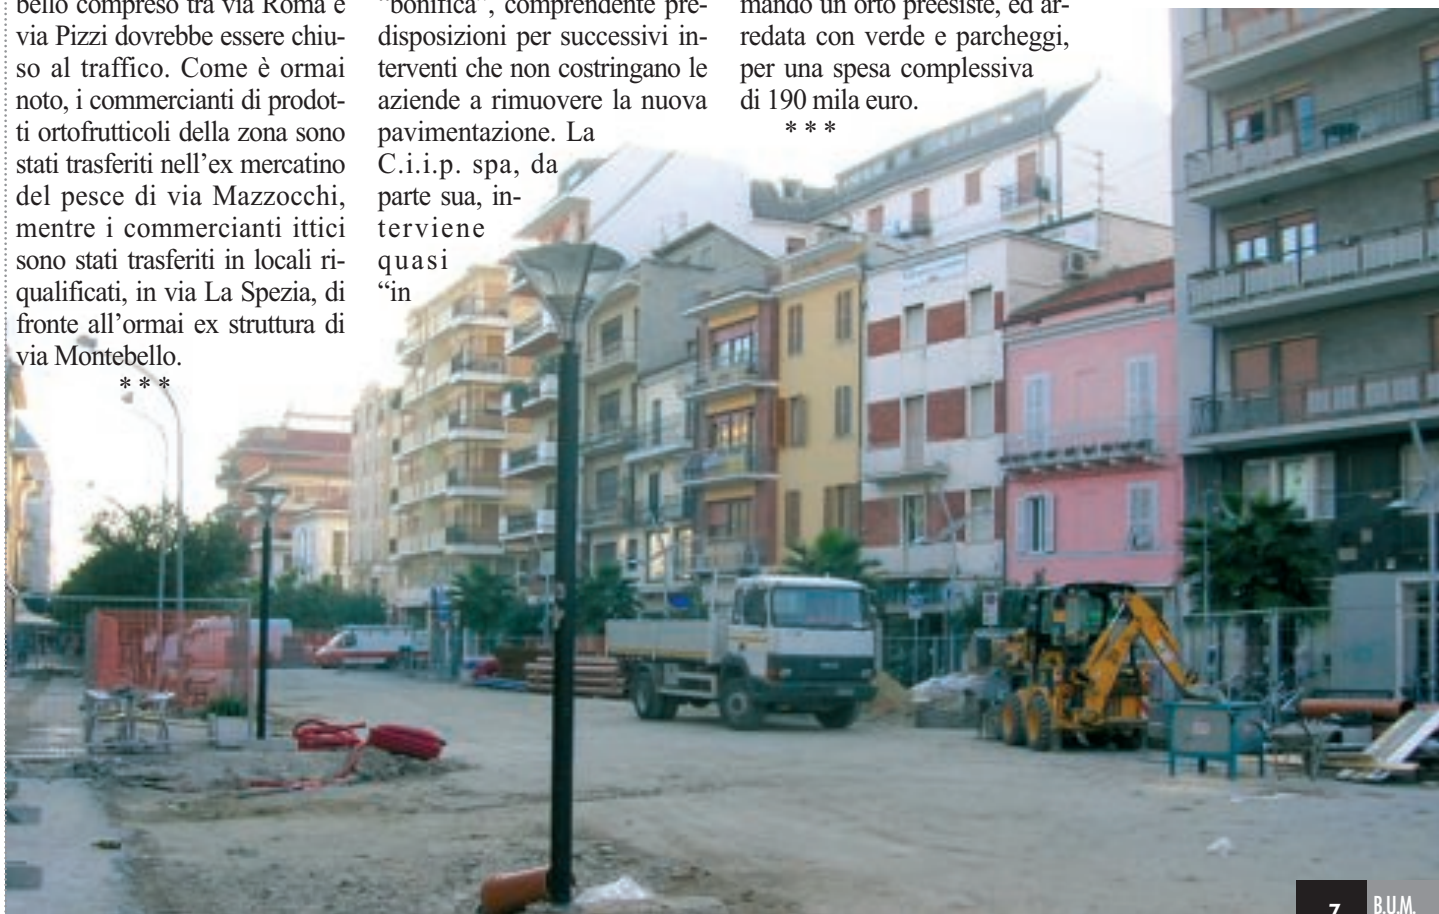 bello compreso tra via Roma e
via Pizzi dovrebbe essere chiu-
so al traffico. Come è ormai
noto, i commercianti di prodot-
ti ortofrutticoli della zona sono
stati trasferiti nell’ex mercatino
del pesce di via Mazzocchi,
mentre i commercianti ittici
sono stati trasferiti in locali ri-
qualificati, in via La Spezia, di
fronte all’ormai ex struttura di
via Montebello.
* * *
“bonifica”, comprendente pre-
disposizioni per successivi in-
terventi che non costringano le
aziende a rimuovere la nuova
pavimentazione. La
C.i.i.p. spa, da
parte sua, in-
terviene
quasi
“in
mando un orto preesiste, ed ar-
redata con verde e parcheggi,
per una spesa complessiva
di 190 mila euro.
* * *
7
B.U.M.